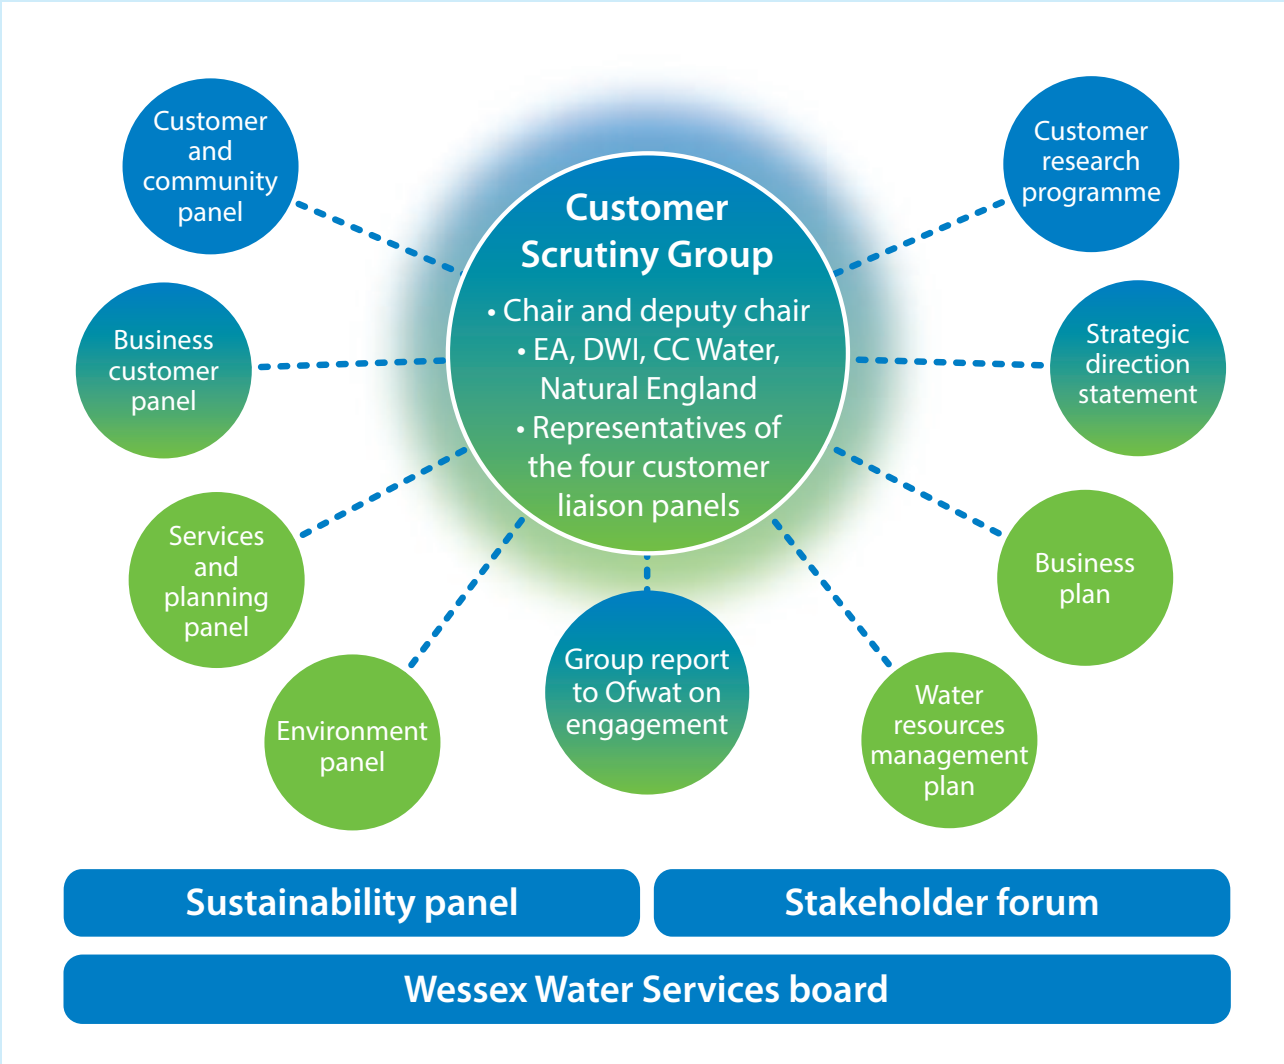 Customer
and
community
panel
Customer
research
programme
Customer
Scrutiny Group
• Chair and deputy chair
• EA, DWI, CC Water,
Natural England
• Representatives of
the four customer
liaison panels
Business
customer
panel
Strategic
direction
statement
Services
and
planning
panel
Business
plan
Environment
panel
Group report
to Ofwat on
engagement
Water
resources
management
plan
Sustainability panel
Stakeholder forum
Wessex Water Services board